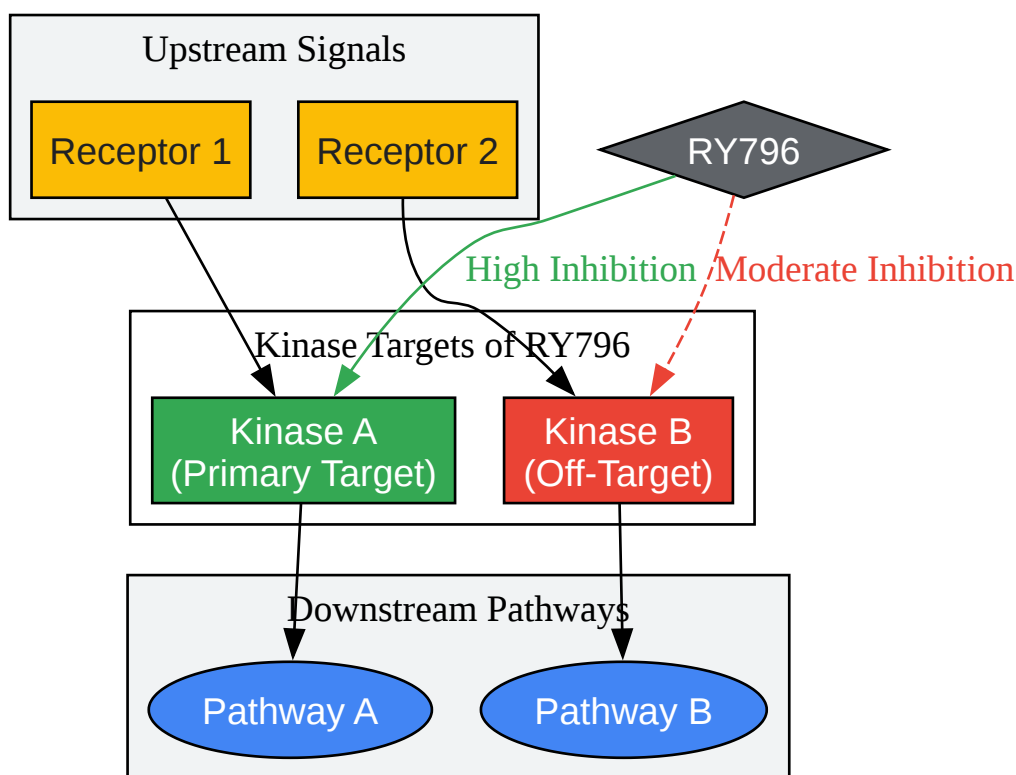 Upstream Signals
Receptor 1
Receptor 2
RY796
High Inhibition
Moderate Inhibition
Kinase Targets of RY796
Kinase A
(Primary Target)
Kinase B
(Off-Target)
Downstream Pathways
Pathway A
Pathway B